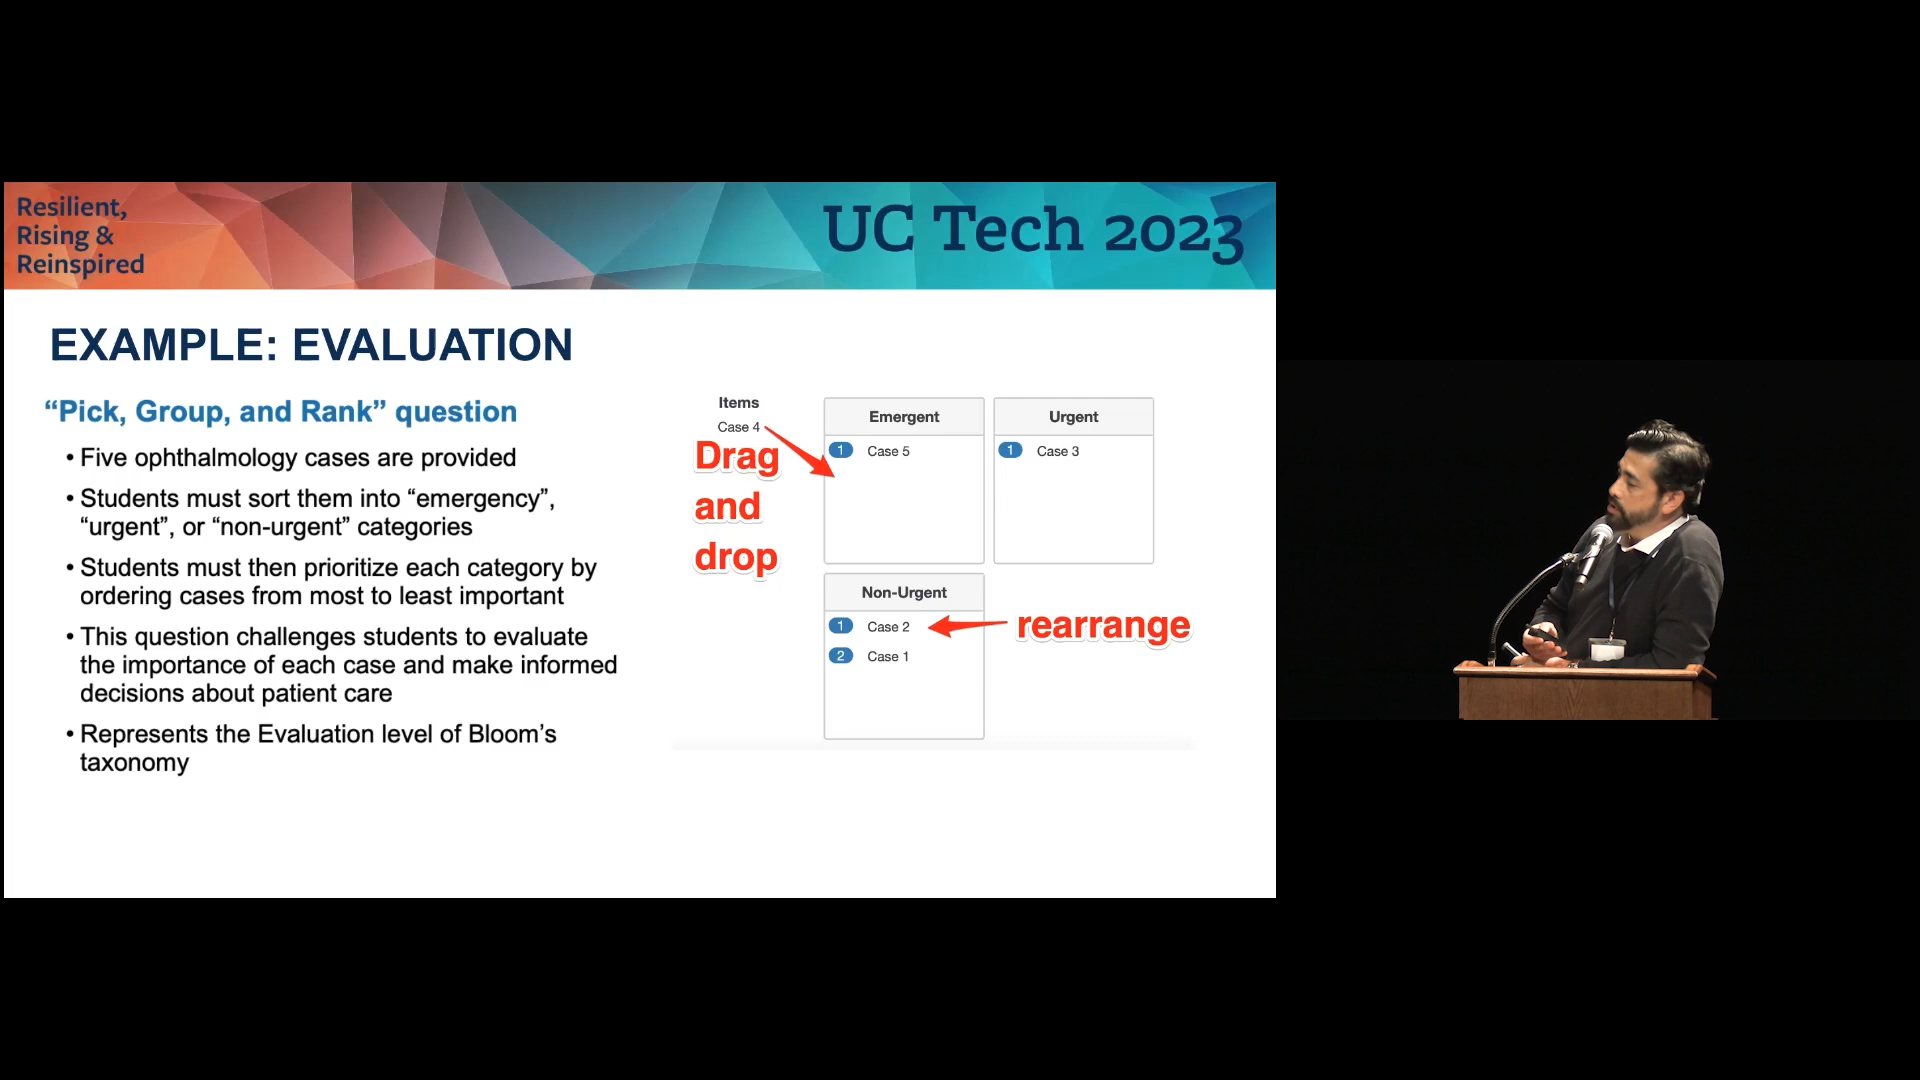 Resilient,
Rising &
Reinspired
UC Tech 2023
EXAMPLE: EVALUATION
“Pick, Group, and Rank” question
• Five ophthalmology cases are provided
• Students must sort them into “emergency”,
“urgent”, or “non-urgent” categories
• Students must then prioritize each category by
ordering cases from most to least important
• This question challenges students to evaluate
the importance of each case and make informed
decisions about patient care
• Represents the Evaluation level of Bloom’s
taxonomy
Items
Case 4
Drag
and
drop
Emergent
1 Case 5
Urgent
1 Case 3
Non-Urgent
1 Case 2
2 Case 1
rearrange